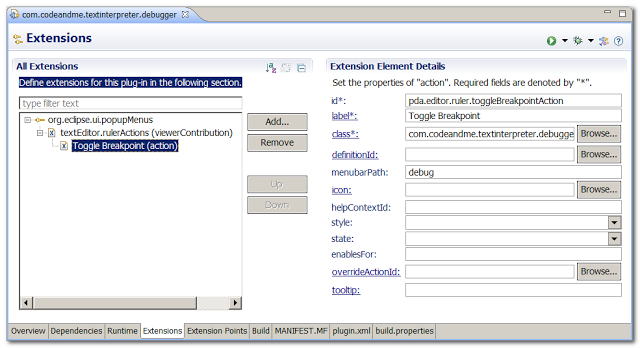 com.codeandme.textinterpreter.debugger
Extensions
All Extensions
Define extensions for this plug-in in the following section.
type filter text
org.eclipse.ui.popupMenus
textEditor.rulerActions (viewerContribution)
Toggle Breakpoint (action)
Add...
Remove
Up
Down
Extension Element Details
Set the properties of "action". Required fields are denoted by "*".
id*: pda.editor.ruler.toggleBreakpointAction
label*: Toggle Breakpoint
class*: com.codeandme.textinterpreter.debugge Browse...
definitionId: Browse...
menubarPath: debug
icon: Browse...
helpContextId:
style:
state:
enablesFor:
overrideActionId: Browse...
tooltip:
Overview Dependencies Runtime Extensions Extension Points Build MANIFEST.MF plugin.xml build.properties